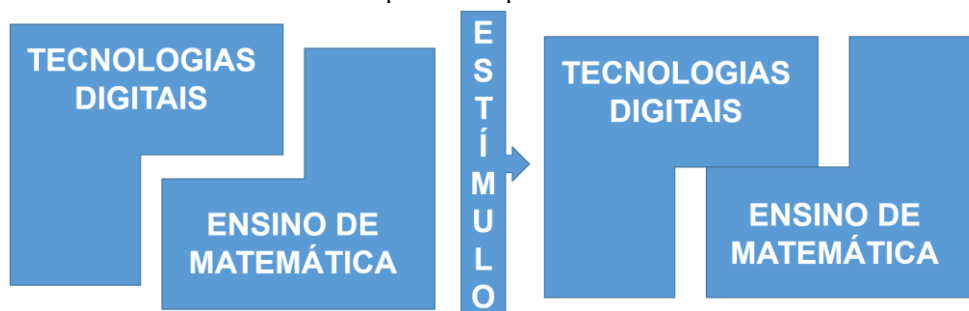 TECNOLOGIAS
DIGITAIS
ENSINO DE
MATEMÁTICA
E
S
T
Í
M
U
L
O
TECNOLOGIAS
DIGITAIS
ENSINO DE
MATEMÁTICA